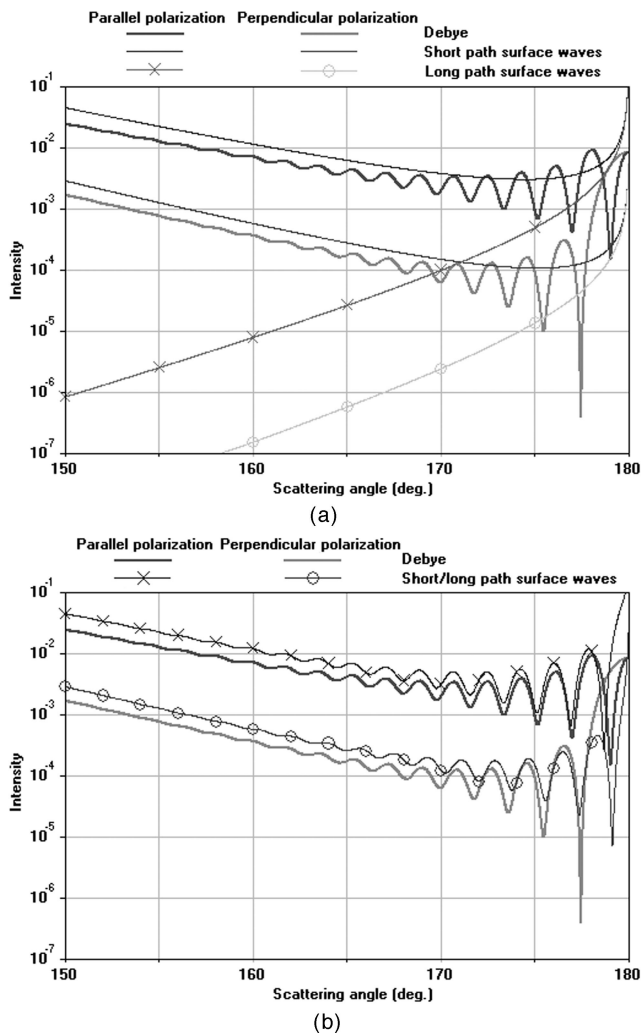 Parallel polarization Perpendicular polarization
Debye
Short path surface waves
Long path surface waves
10^-1
10^-2
10^-3
10^-4
10^-5
10^-6
10^-7
Intensity
150 160 170 180
Scattering angle (deg.)
(a)
Parallel polarization Perpendicular polarization
Debye
Short/long path surface waves
10^-1
10^-2
10^-3
10^-4
10^-5
10^-6
10^-7
Intensity
150 160 170 180
Scattering angle (deg.)
(b)